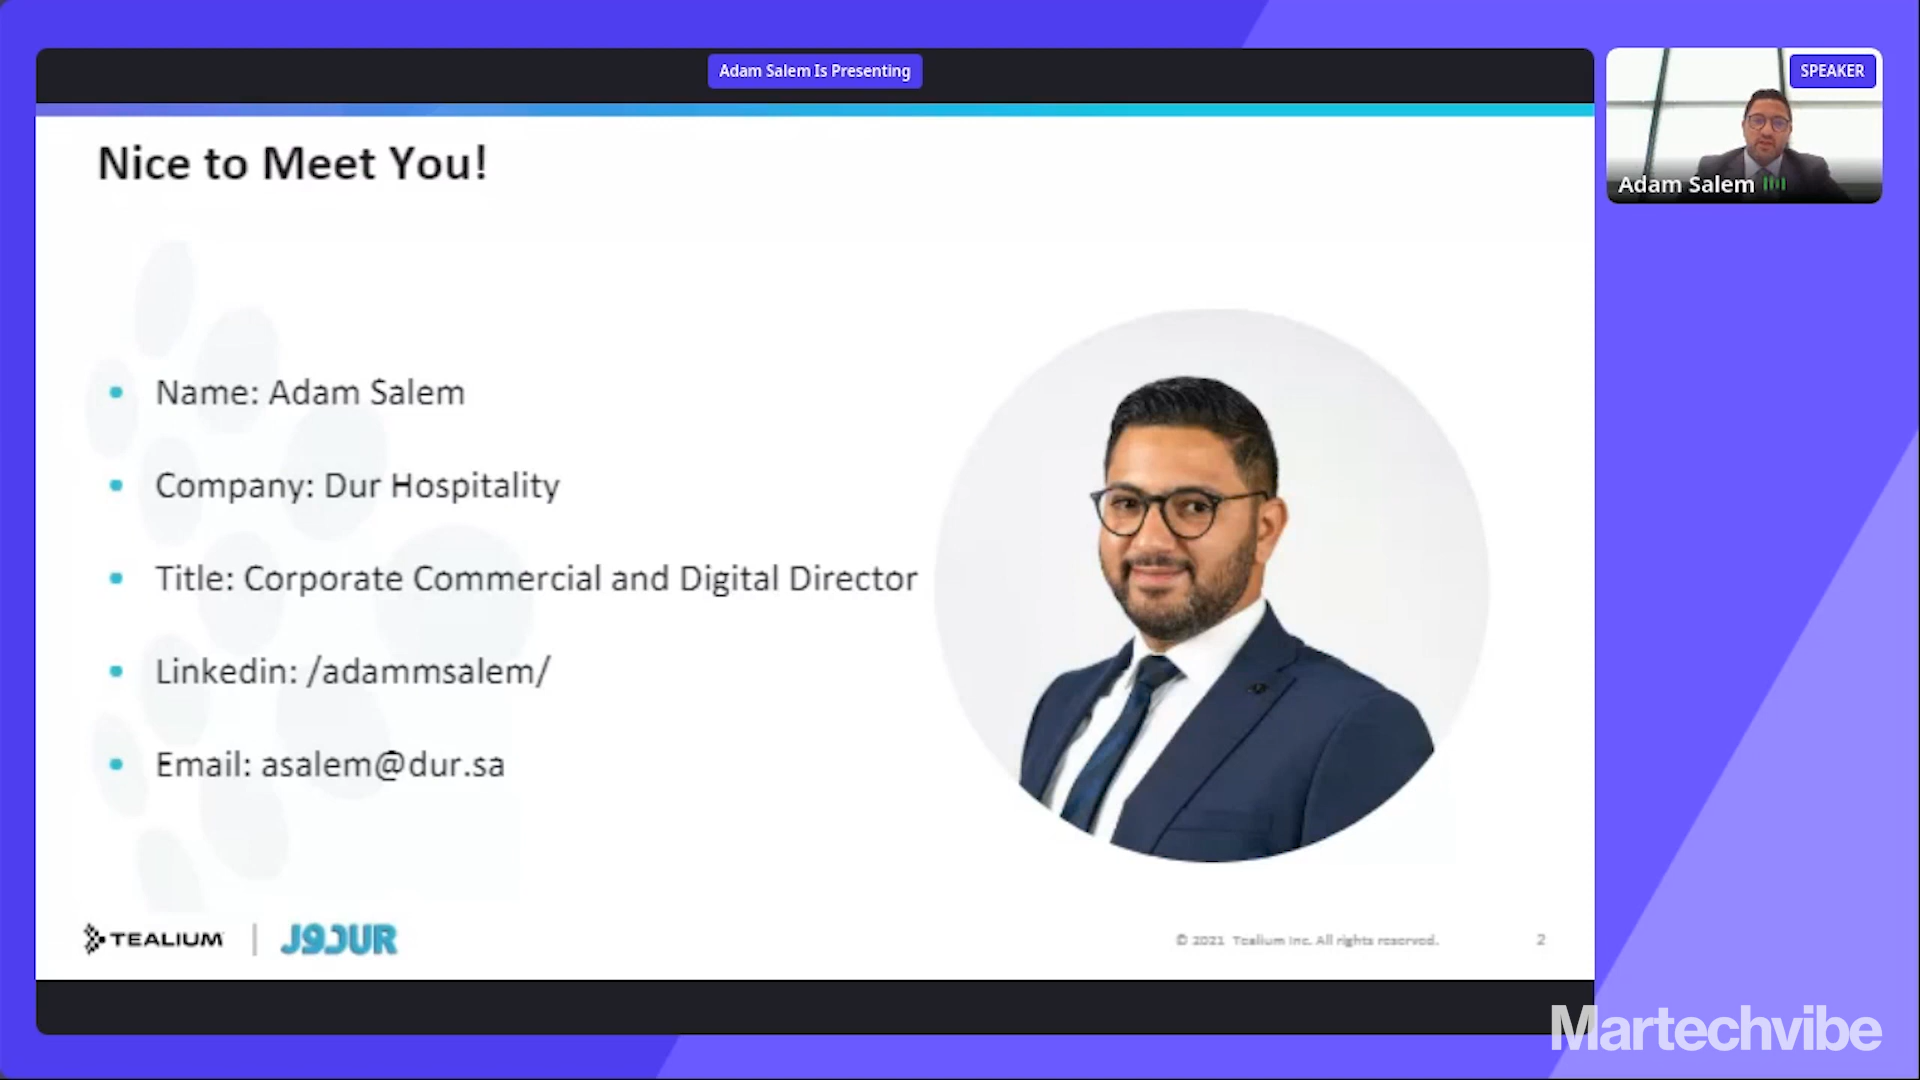 Adam Salem Is Presenting
SPEAKER
Adam Salem
Nice to Meet You!
Name: Adam Salem
Company: Dur Hospitality
Title: Corporate Commercial and Digital Director
Linkedin: /adammsalem/
Email: asalem@dur.sa
TEALIUM
دور DUR
© 2021 Tealium Inc. All rights reserved.
2
Martechvibe